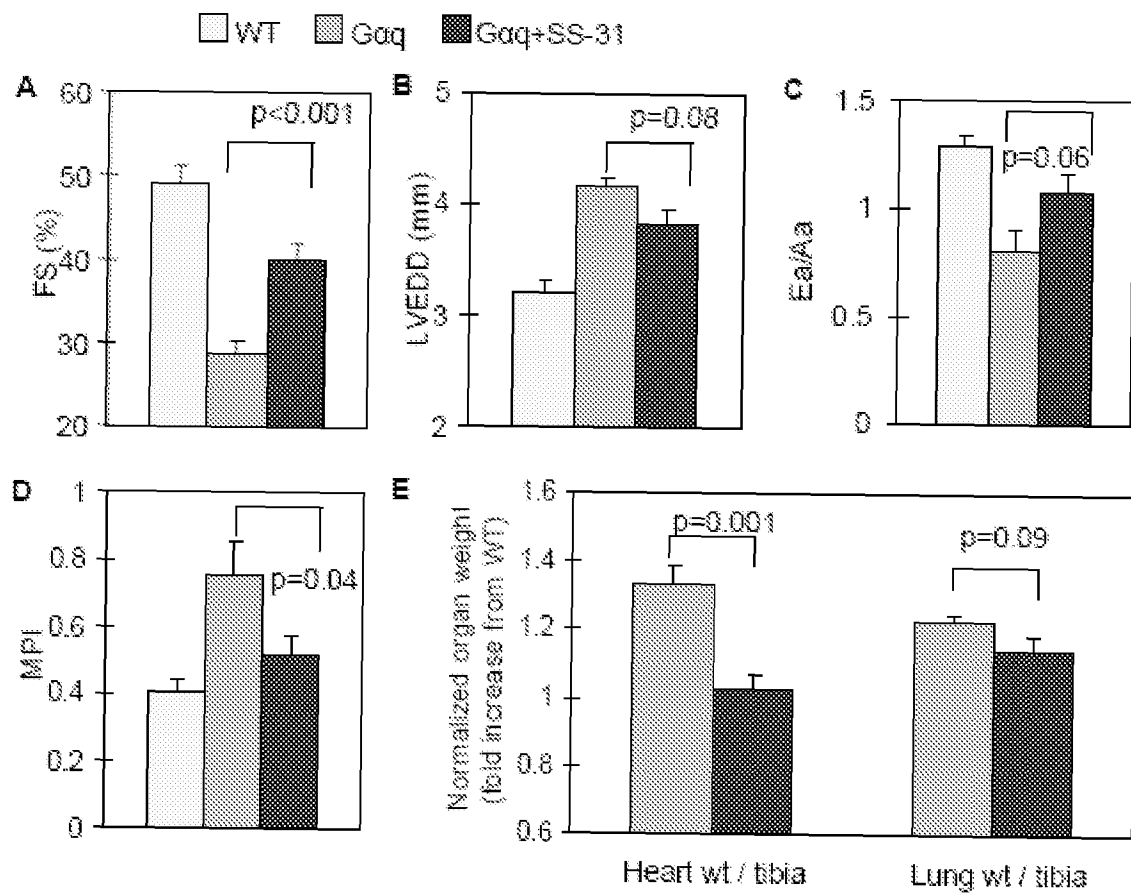 WT Gαq Gαq+SS-31
A
60
50
40
30
20
FS (%)
p<0.001
B
5
4
3
2
LVEDD (mm)
p=0.08
C
1.5
1
0.5
0
Ea/Aa
p=0.06
D
1
0.8
0.6
0.4
0.2
0
MPI
p=0.04
E
1.6
1.4
1.2
1
0.8
0.6
Normalized organ weight
(fold increase from WT)
p=0.001
p=0.09
Heart wt / tibia Lung wt / tibia